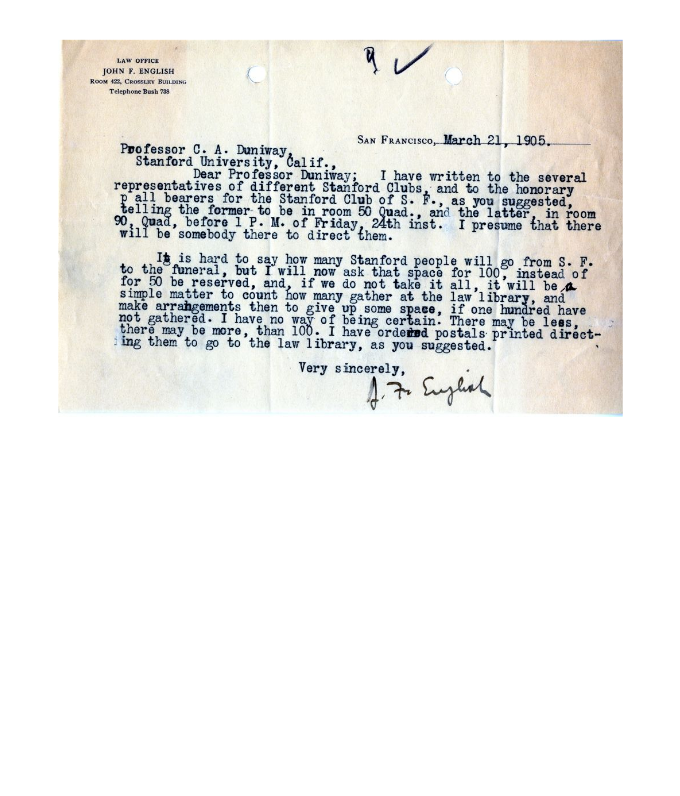 LAW OFFICE
JOHN F. ENGLISH
ROOM 422, CROSSLEY BUILDING
Telephone Bush 788
SAN FRANCISCO, March 21, 1905.
Professor C. A. Duniway,
Stanford University, Calif.,
Dear Professor Duniway; I have written to the several
representatives of different Stanford Clubs, and to the honorary
p all bearers for the Stanford Club of S. F., as you suggested,
telling the former to be in room 50 Quad., and the latter, in room
90, Quad, before 1 P. M. of Friday, 24th inst. I presume that there
will be somebody there to direct them.
It is hard to say how many Stanford people will go from S. F.
to the funeral, but I will now ask that space for 100, instead of
for 50 be reserved, and, if we do not take it all, it will be a
simple matter to count how many gather at the law library, and
make arrangements then to give up some space, if one hundred have
not gathered. I have no way of being certain. There may be less,
there may be more, than 100. I have ordered postals printed direct-
ing them to go to the law library, as you suggested.
Very sincerely,
J. F. English